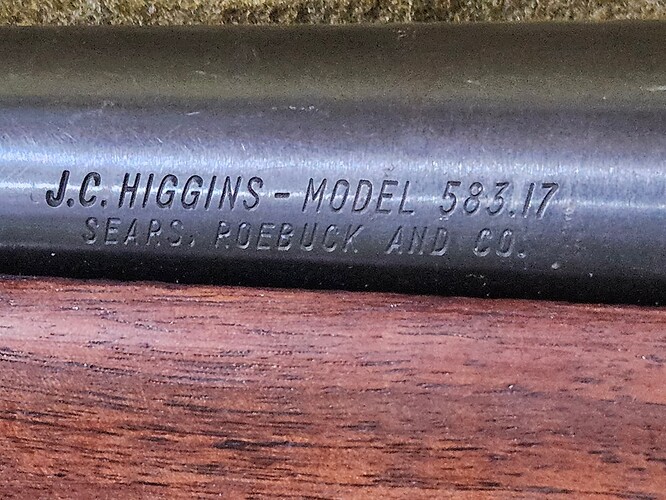 J.C. HIGGINS - MODEL 583.17
SEARS, ROEBUCK AND CO.